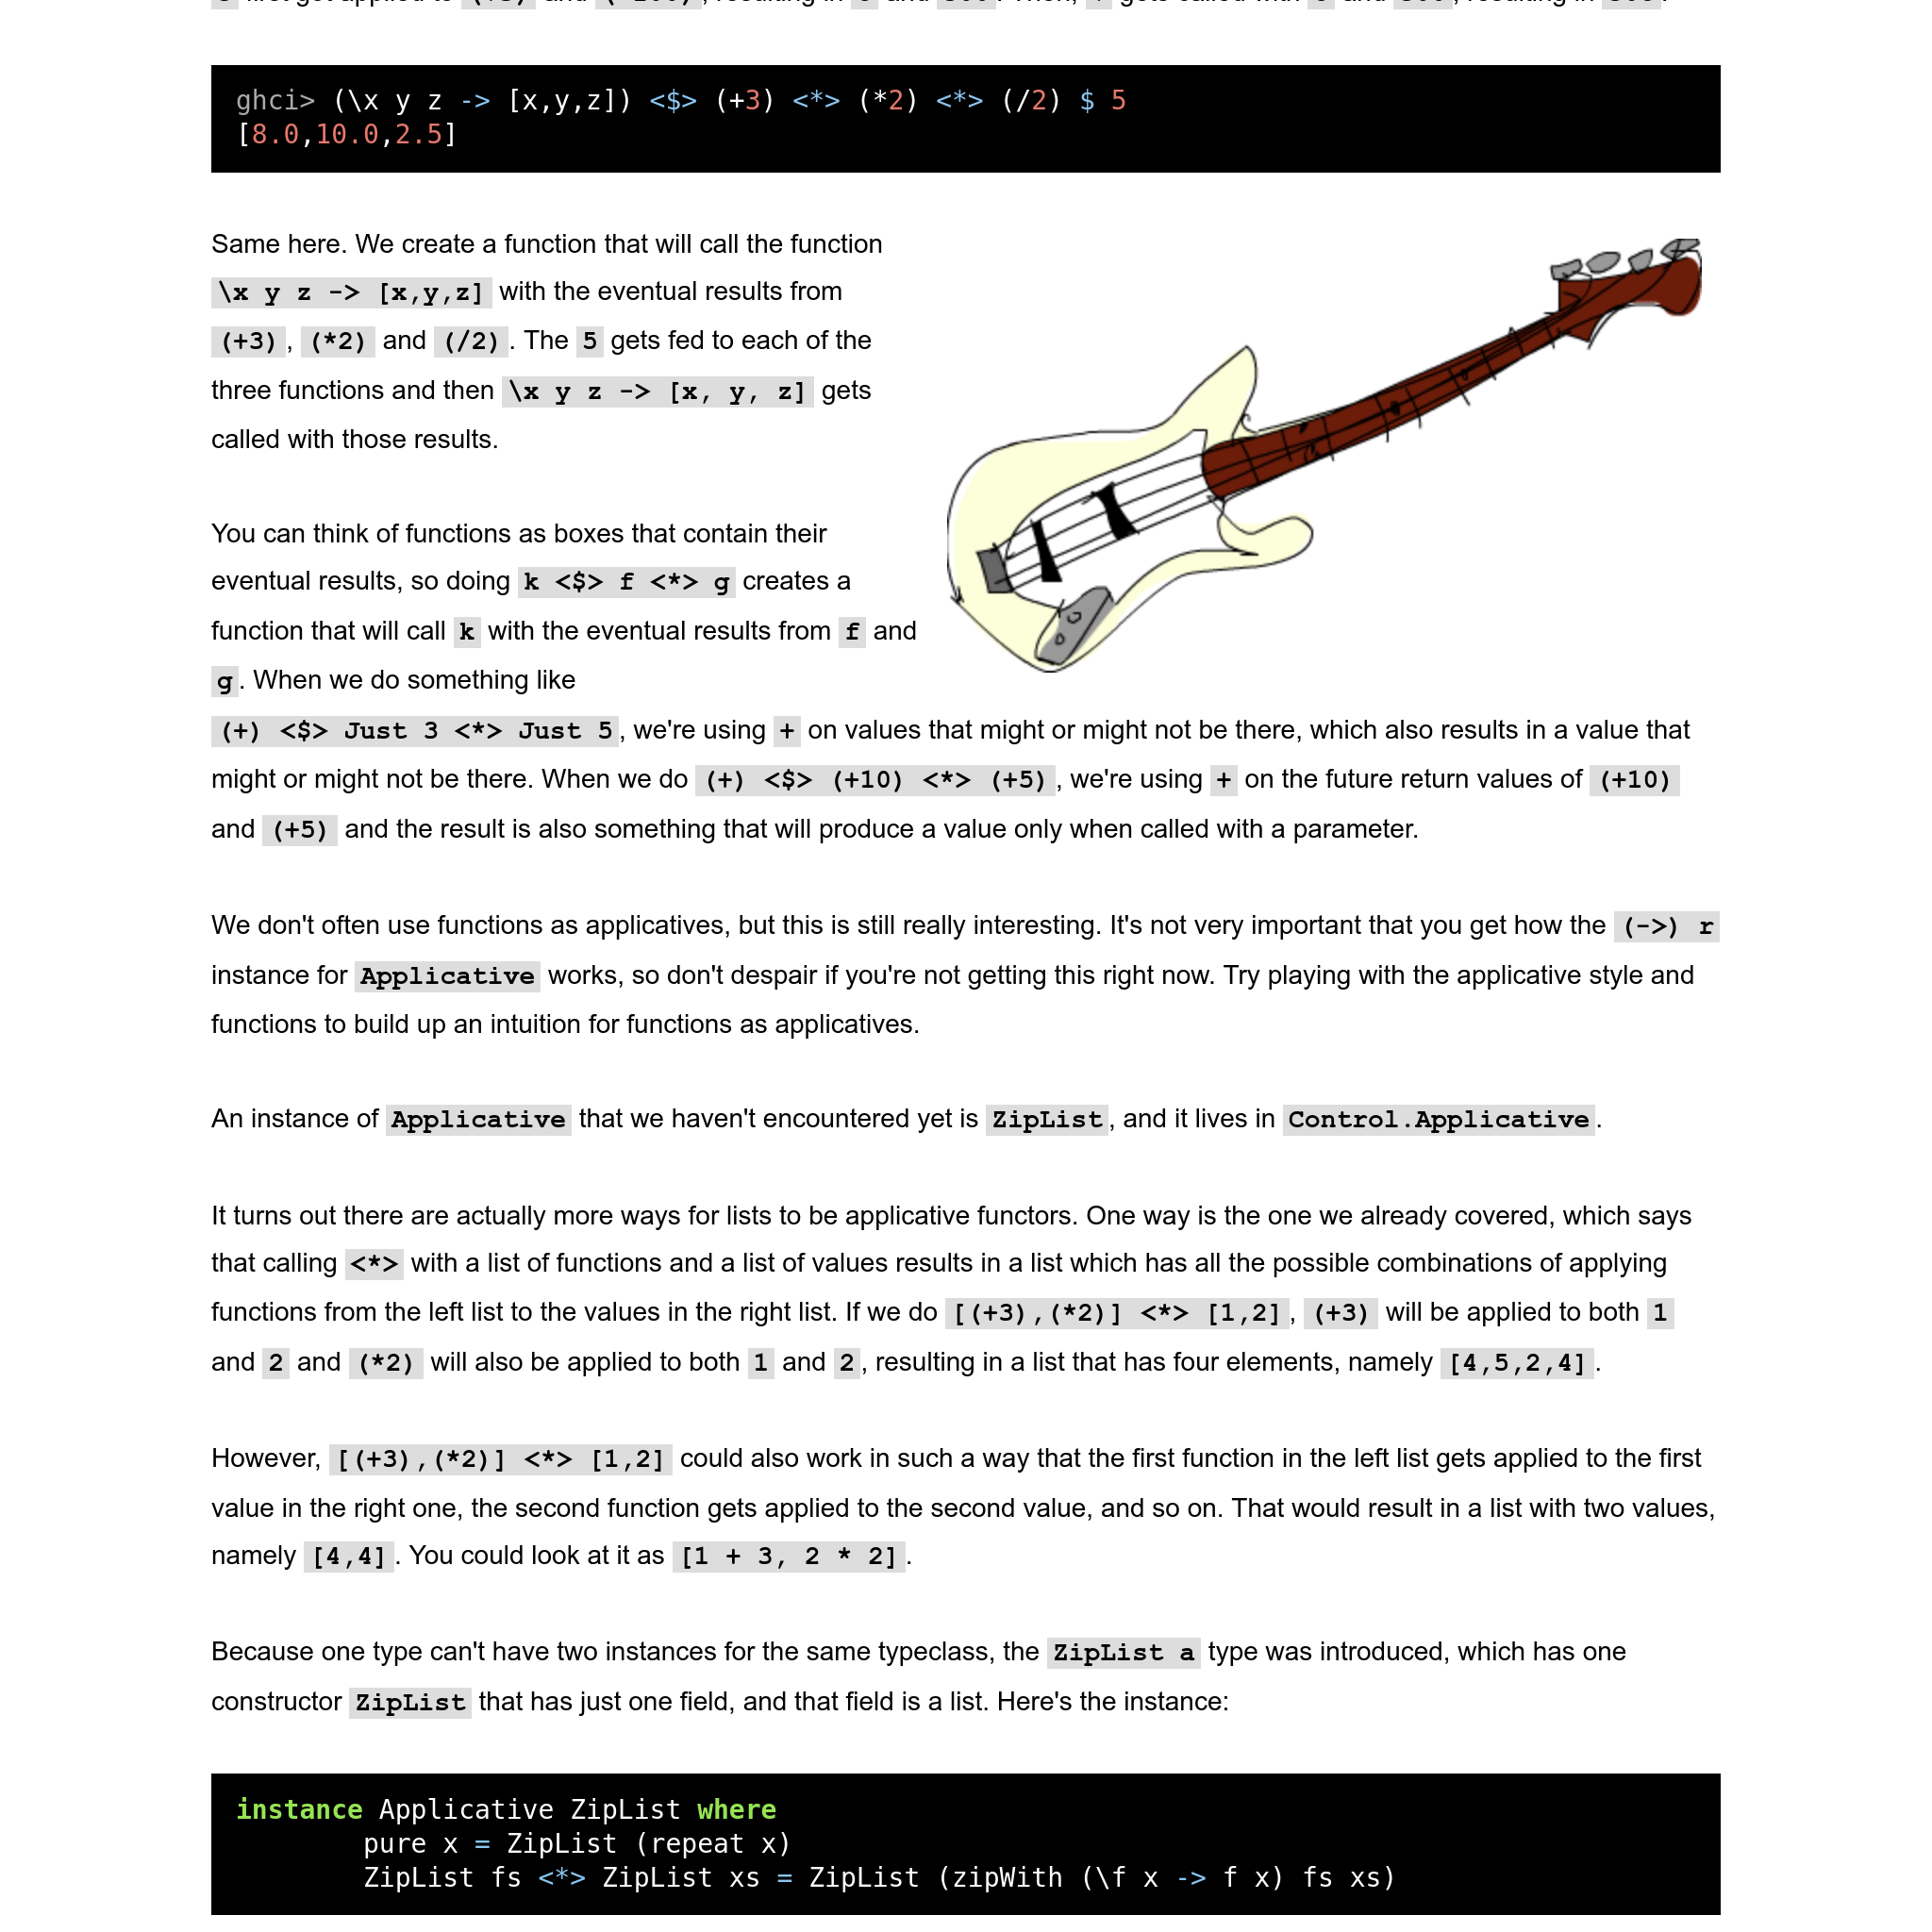 ghci> (\x y z -> [x,y,z]) <$> (+3) <*> (*2) <*> (/2) $ 5
[8.0,10.0,2.5]
Same here. We create a function that will call the function
\x y z -> [x,y,z] with the eventual results from
(+3), (*2) and (/2). The 5 gets fed to each of the
three functions and then \x y z -> [x, y, z] gets
called with those results.
You can think of functions as boxes that contain their
eventual results, so doing k <$> f <*> g creates a
function that will call k with the eventual results from f and
g. When we do something like
(+) <$> Just 3 <*> Just 5, we're using + on values that might or might not be there, which also results in a value that
might or might not be there. When we do (+) <$> (+10) <*> (+5), we're using + on the future return values of (+10)
and (+5) and the result is also something that will produce a value only when called with a parameter.
We don't often use functions as applicatives, but this is still really interesting. It's not very important that you get how the (->) r
instance for Applicative works, so don't despair if you're not getting this right now. Try playing with the applicative style and
functions to build up an intuition for functions as applicatives.
An instance of Applicative that we haven't encountered yet is ZipList, and it lives in Control.Applicative.
It turns out there are actually more ways for lists to be applicative functors. One way is the one we already covered, which says
that calling <*> with a list of functions and a list of values results in a list which has all the possible combinations of applying
functions from the left list to the values in the right list. If we do [(+3),(*2)] <*> [1,2], (+3) will be applied to both 1
and 2 and (*2) will also be applied to both 1 and 2, resulting in a list that has four elements, namely [4,5,2,4].
However, [(+3),(*2)] <*> [1,2] could also work in such a way that the first function in the left list gets applied to the first
value in the right one, the second function gets applied to the second value, and so on. That would result in a list with two values,
namely [4,4]. You could look at it as [1 + 3, 2 * 2].
Because one type can't have two instances for the same typeclass, the ZipList a type was introduced, which has one
constructor ZipList that has just one field, and that field is a list. Here's the instance:
instance Applicative ZipList where
pure x = ZipList (repeat x)
ZipList fs <*> ZipList xs = ZipList (zipWith (\f x -> f x) fs xs)